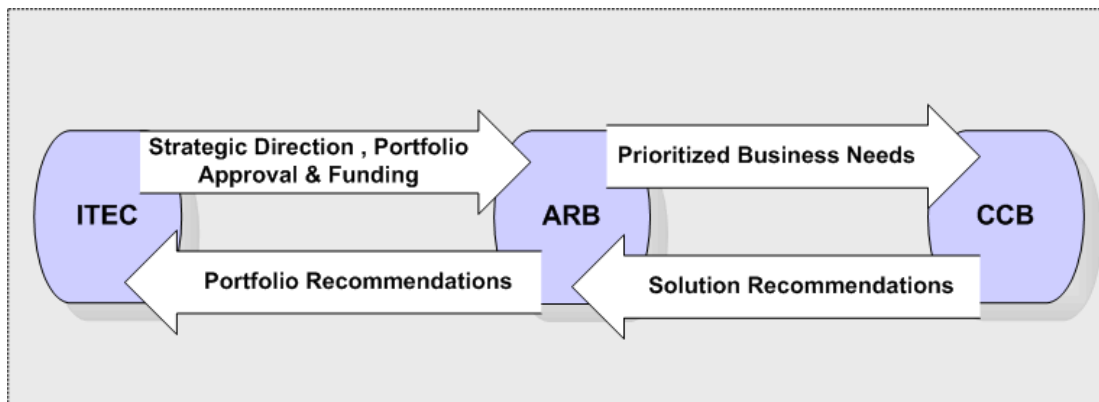 Strategic Direction , Portfolio
Approval & Funding
Prioritized Business Needs
ITEC
ARB
CCB
Portfolio Recommendations
Solution Recommendations